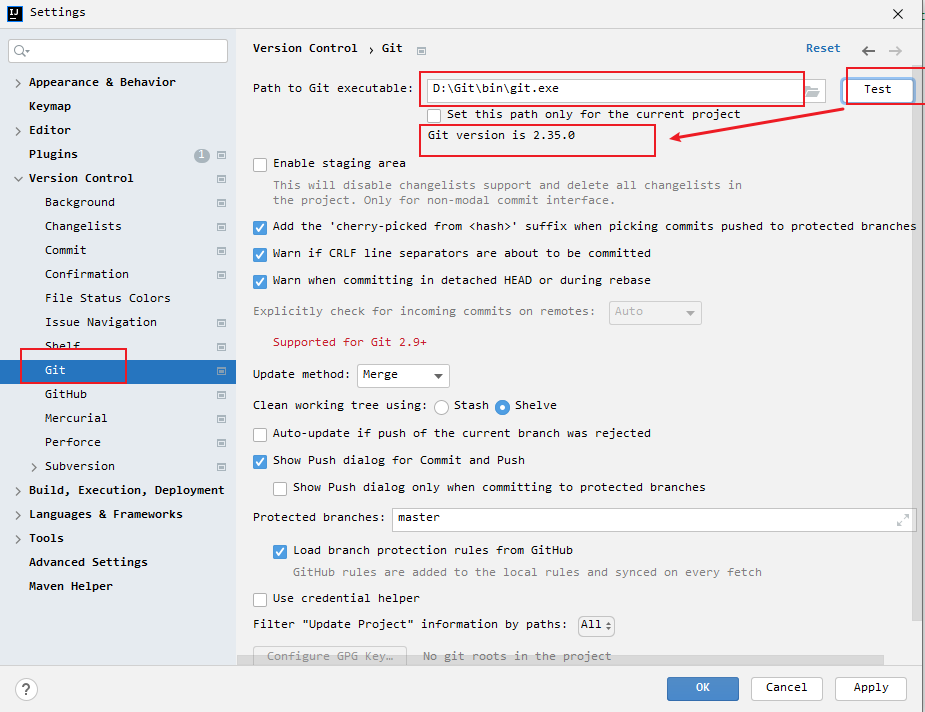 IJ Settings
Appearance & Behavior
Keymap
Editor
Plugins 1
Version Control
Background
Changelists
Commit
Confirmation
File Status Colors
Issue Navigation
Shelf
Git
GitHub
Mercurial
Perforce
Subversion
Build, Execution, Deployment
Languages & Frameworks
Tools
Advanced Settings
Maven Helper
?
Version Control › Git Reset
Path to Git executable: D:\Git\bin\git.exe Test
Set this path only for the current project
Git version is 2.35.0
Enable staging area
This will disable changelists support and delete all changelists in
the project. Only for non-modal commit interface.
Add the 'cherry-picked from <hash>' suffix when picking commits pushed to protected branches
Warn if CRLF line separators are about to be committed
Warn when committing in detached HEAD or during rebase
Explicitly check for incoming commits on remotes: Auto
Supported for Git 2.9+
Update method: Merge
Clean working tree using: Stash Shelve
Auto-update if push of the current branch was rejected
Show Push dialog for Commit and Push
Show Push dialog only when committing to protected branches
Protected branches: master
Load branch protection rules from GitHub
GitHub rules are added to the local rules and synced on every fetch
Use credential helper
Filter "Update Project" information by paths: All
Configure GPG Key… No git roots in the project
OK Cancel Apply